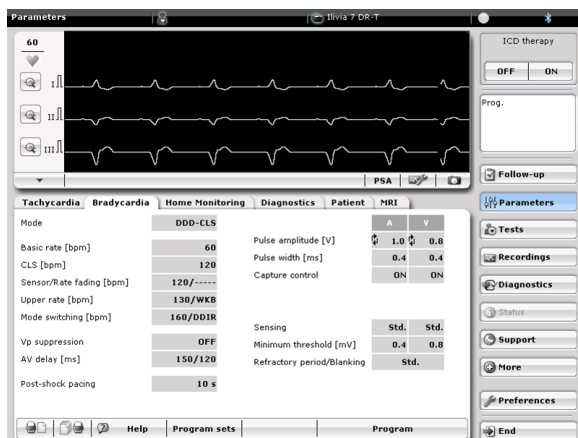 Parameters
Ilivia 7 DR-T
60
I
II
III
PSA
ICD therapy
OFF ON
Prog.
Follow-up
Parameters
Tests
Recordings
Diagnostics
Status
Support
More
Preferences
End
Tachycardia Bradycardia Home Monitoring Diagnostics Patient MRI
Mode DDD-CLS
Basic rate [bpm] 60
CLS [bpm] 120
Sensor/Rate fading [bpm] 120/-----
Upper rate [bpm] 130/WKB
Mode switching [bpm] 160/DDIR
Vp suppression OFF
AV delay [ms] 150/120
Post-shock pacing 10 s
A V
Pulse amplitude [V] 1.0 0.8
Pulse width [ms] 0.4 0.4
Capture control ON ON
Sensing Std. Std.
Minimum threshold [mV] 0.4 0.8
Refractory period/Blanking Std.
Help Program sets Program